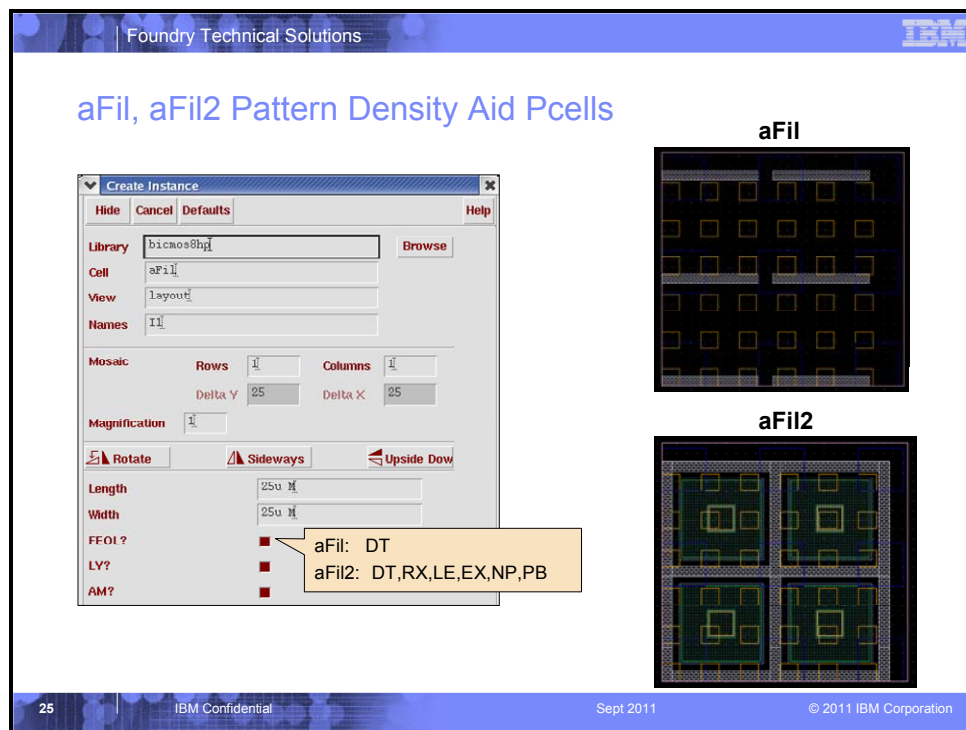 Foundry Technical Solutions
IBM
aFil, aFil2 Pattern Density Aid Pcells
aFil
Create Instance
Hide Cancel Defaults Help
Library bicmos8hp Browse
Cell aFil
View layout
Names I1
Mosaic Rows 1 Columns 1
Delta Y 25 Delta X 25
Magnification 1
Rotate Sideways Upside Dow
Length 25u M
Width 25u M
FEOL?
LY?
AM?
aFil: DT
aFil2: DT,RX,LE,EX,NP,PB
aFil2
25 IBM Confidential Sept 2011 © 2011 IBM Corporation